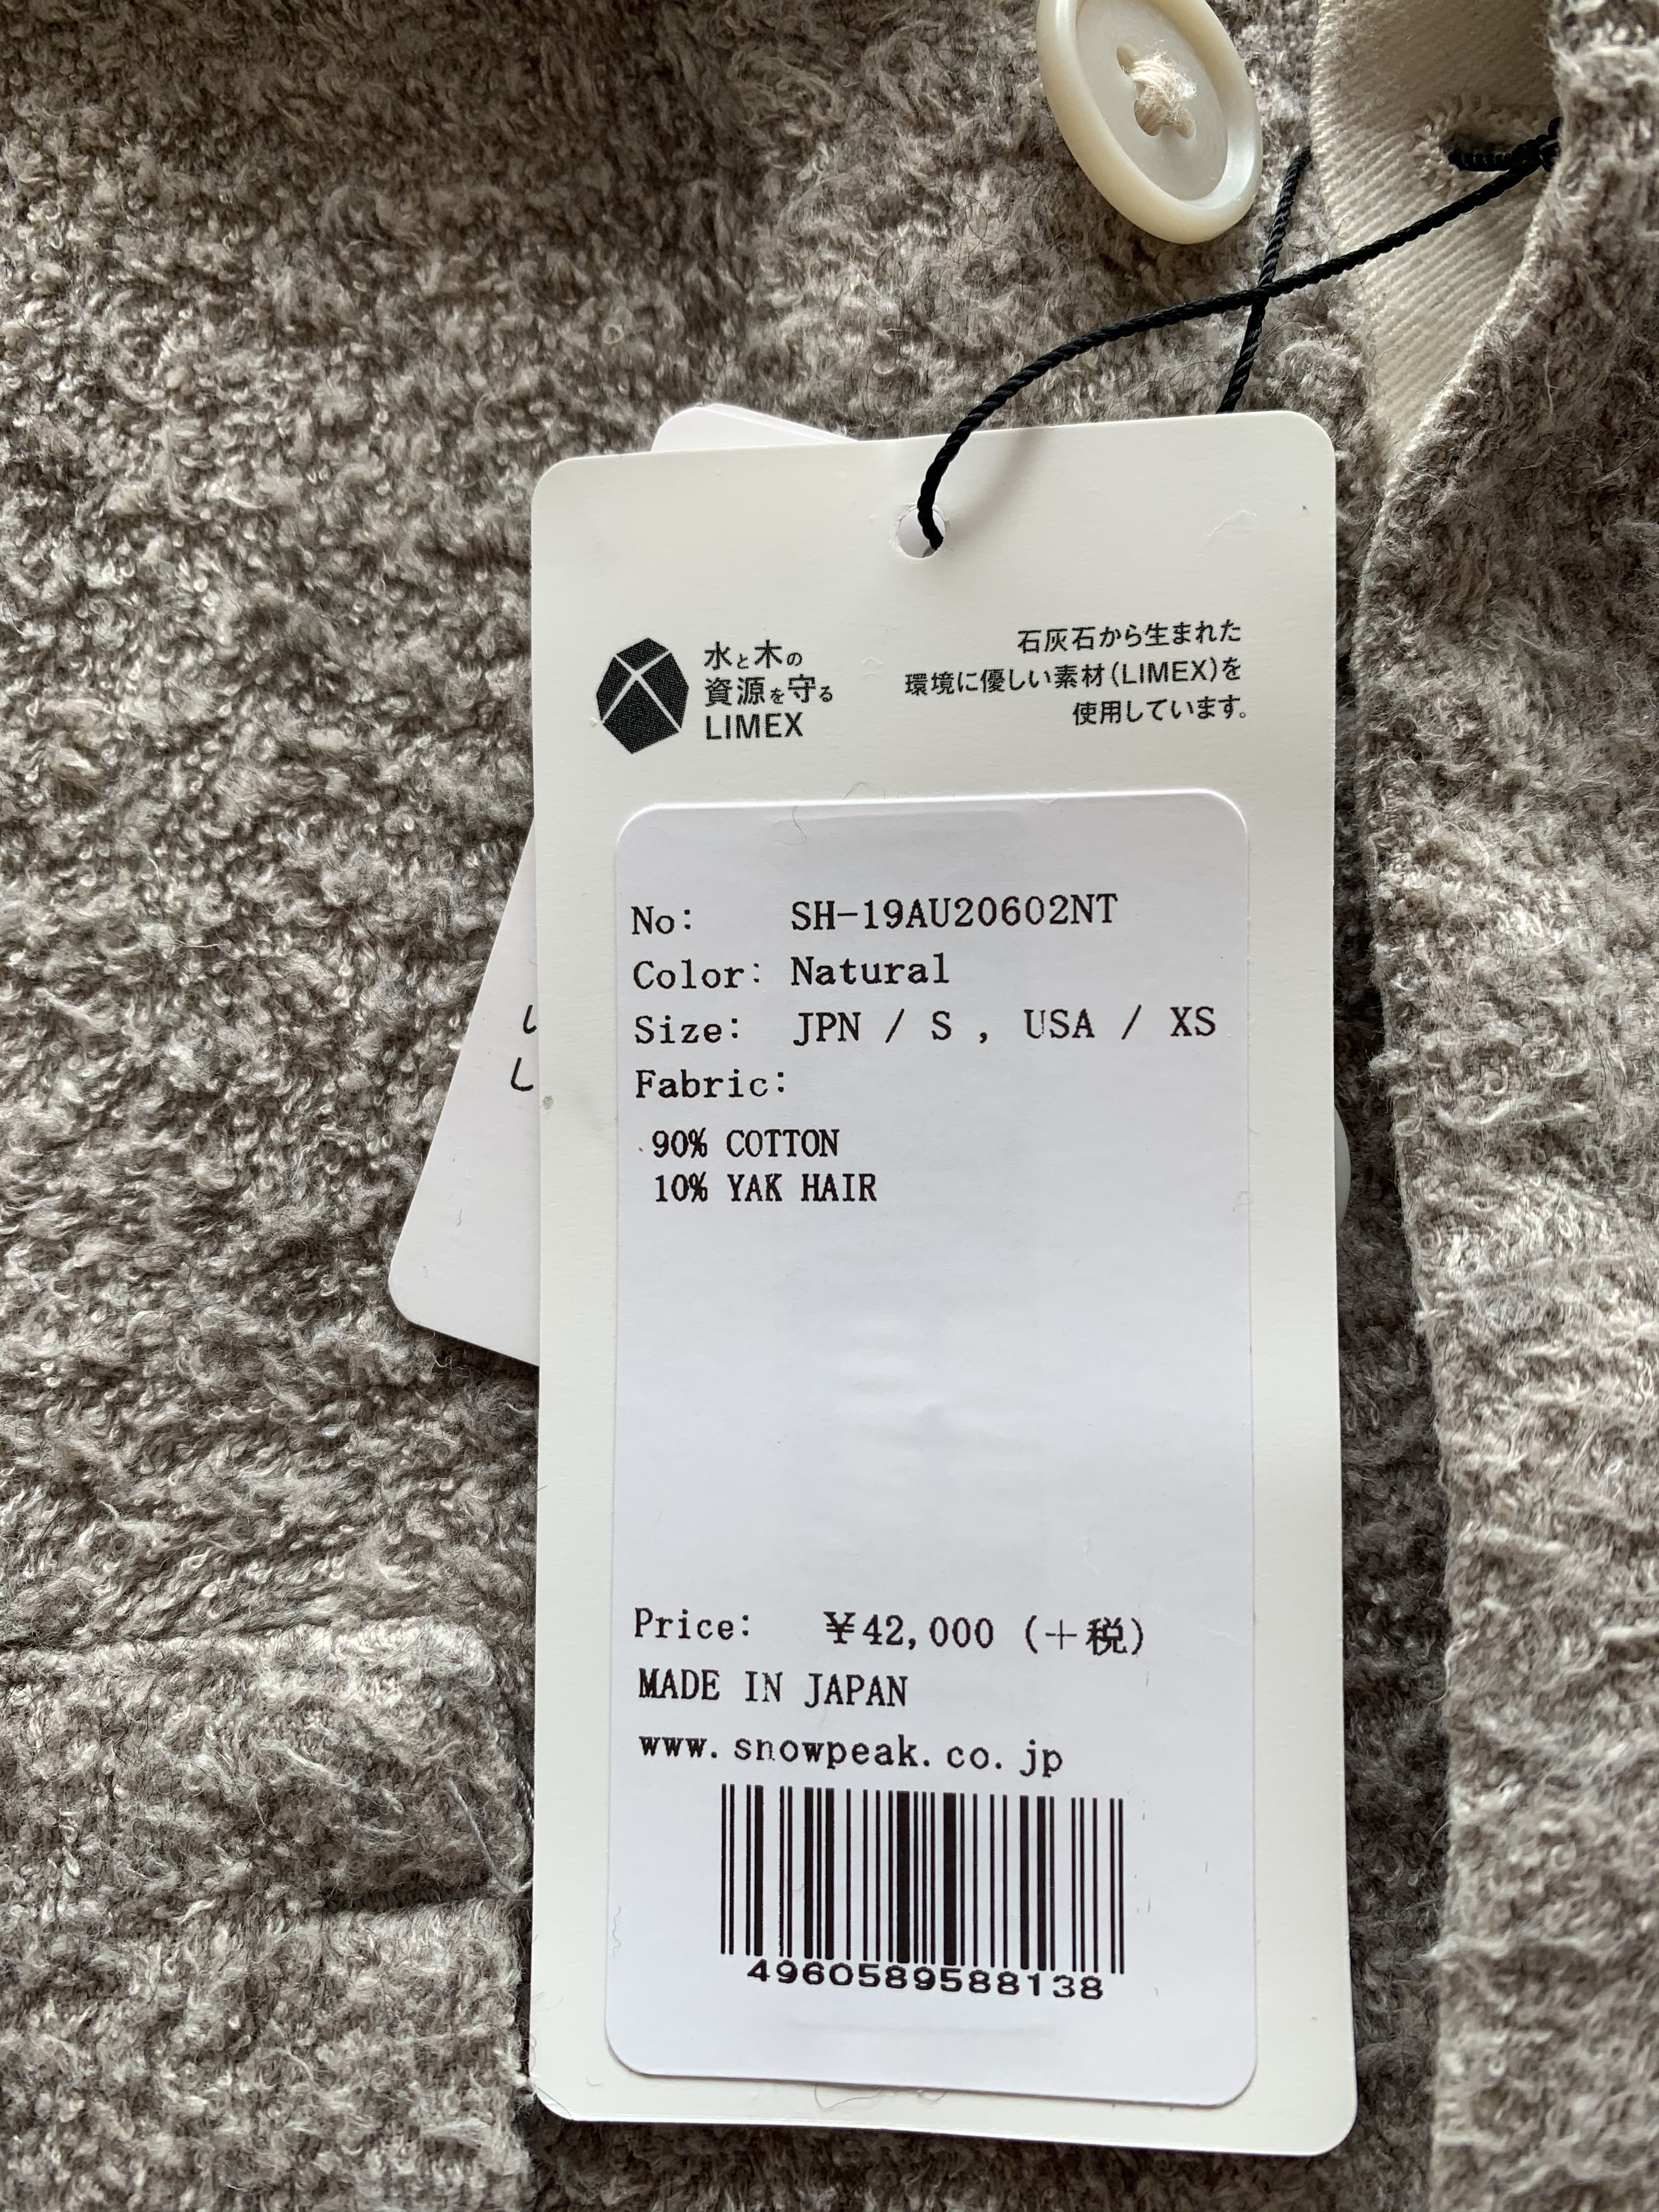 水と木の
資源を守る
LIMEX
石灰石から生まれた
環境に優しい素材(LIMEX)を
使用しています。
No: SH-19AU20602NT
Color: Natural
Size: JPN / S , USA / XS
Fabric:
90% COTTON
10% YAK HAIR
Price: ¥42,000 (+税)
MADE IN JAPAN
www.snowpeak.co.jp
4960589588138